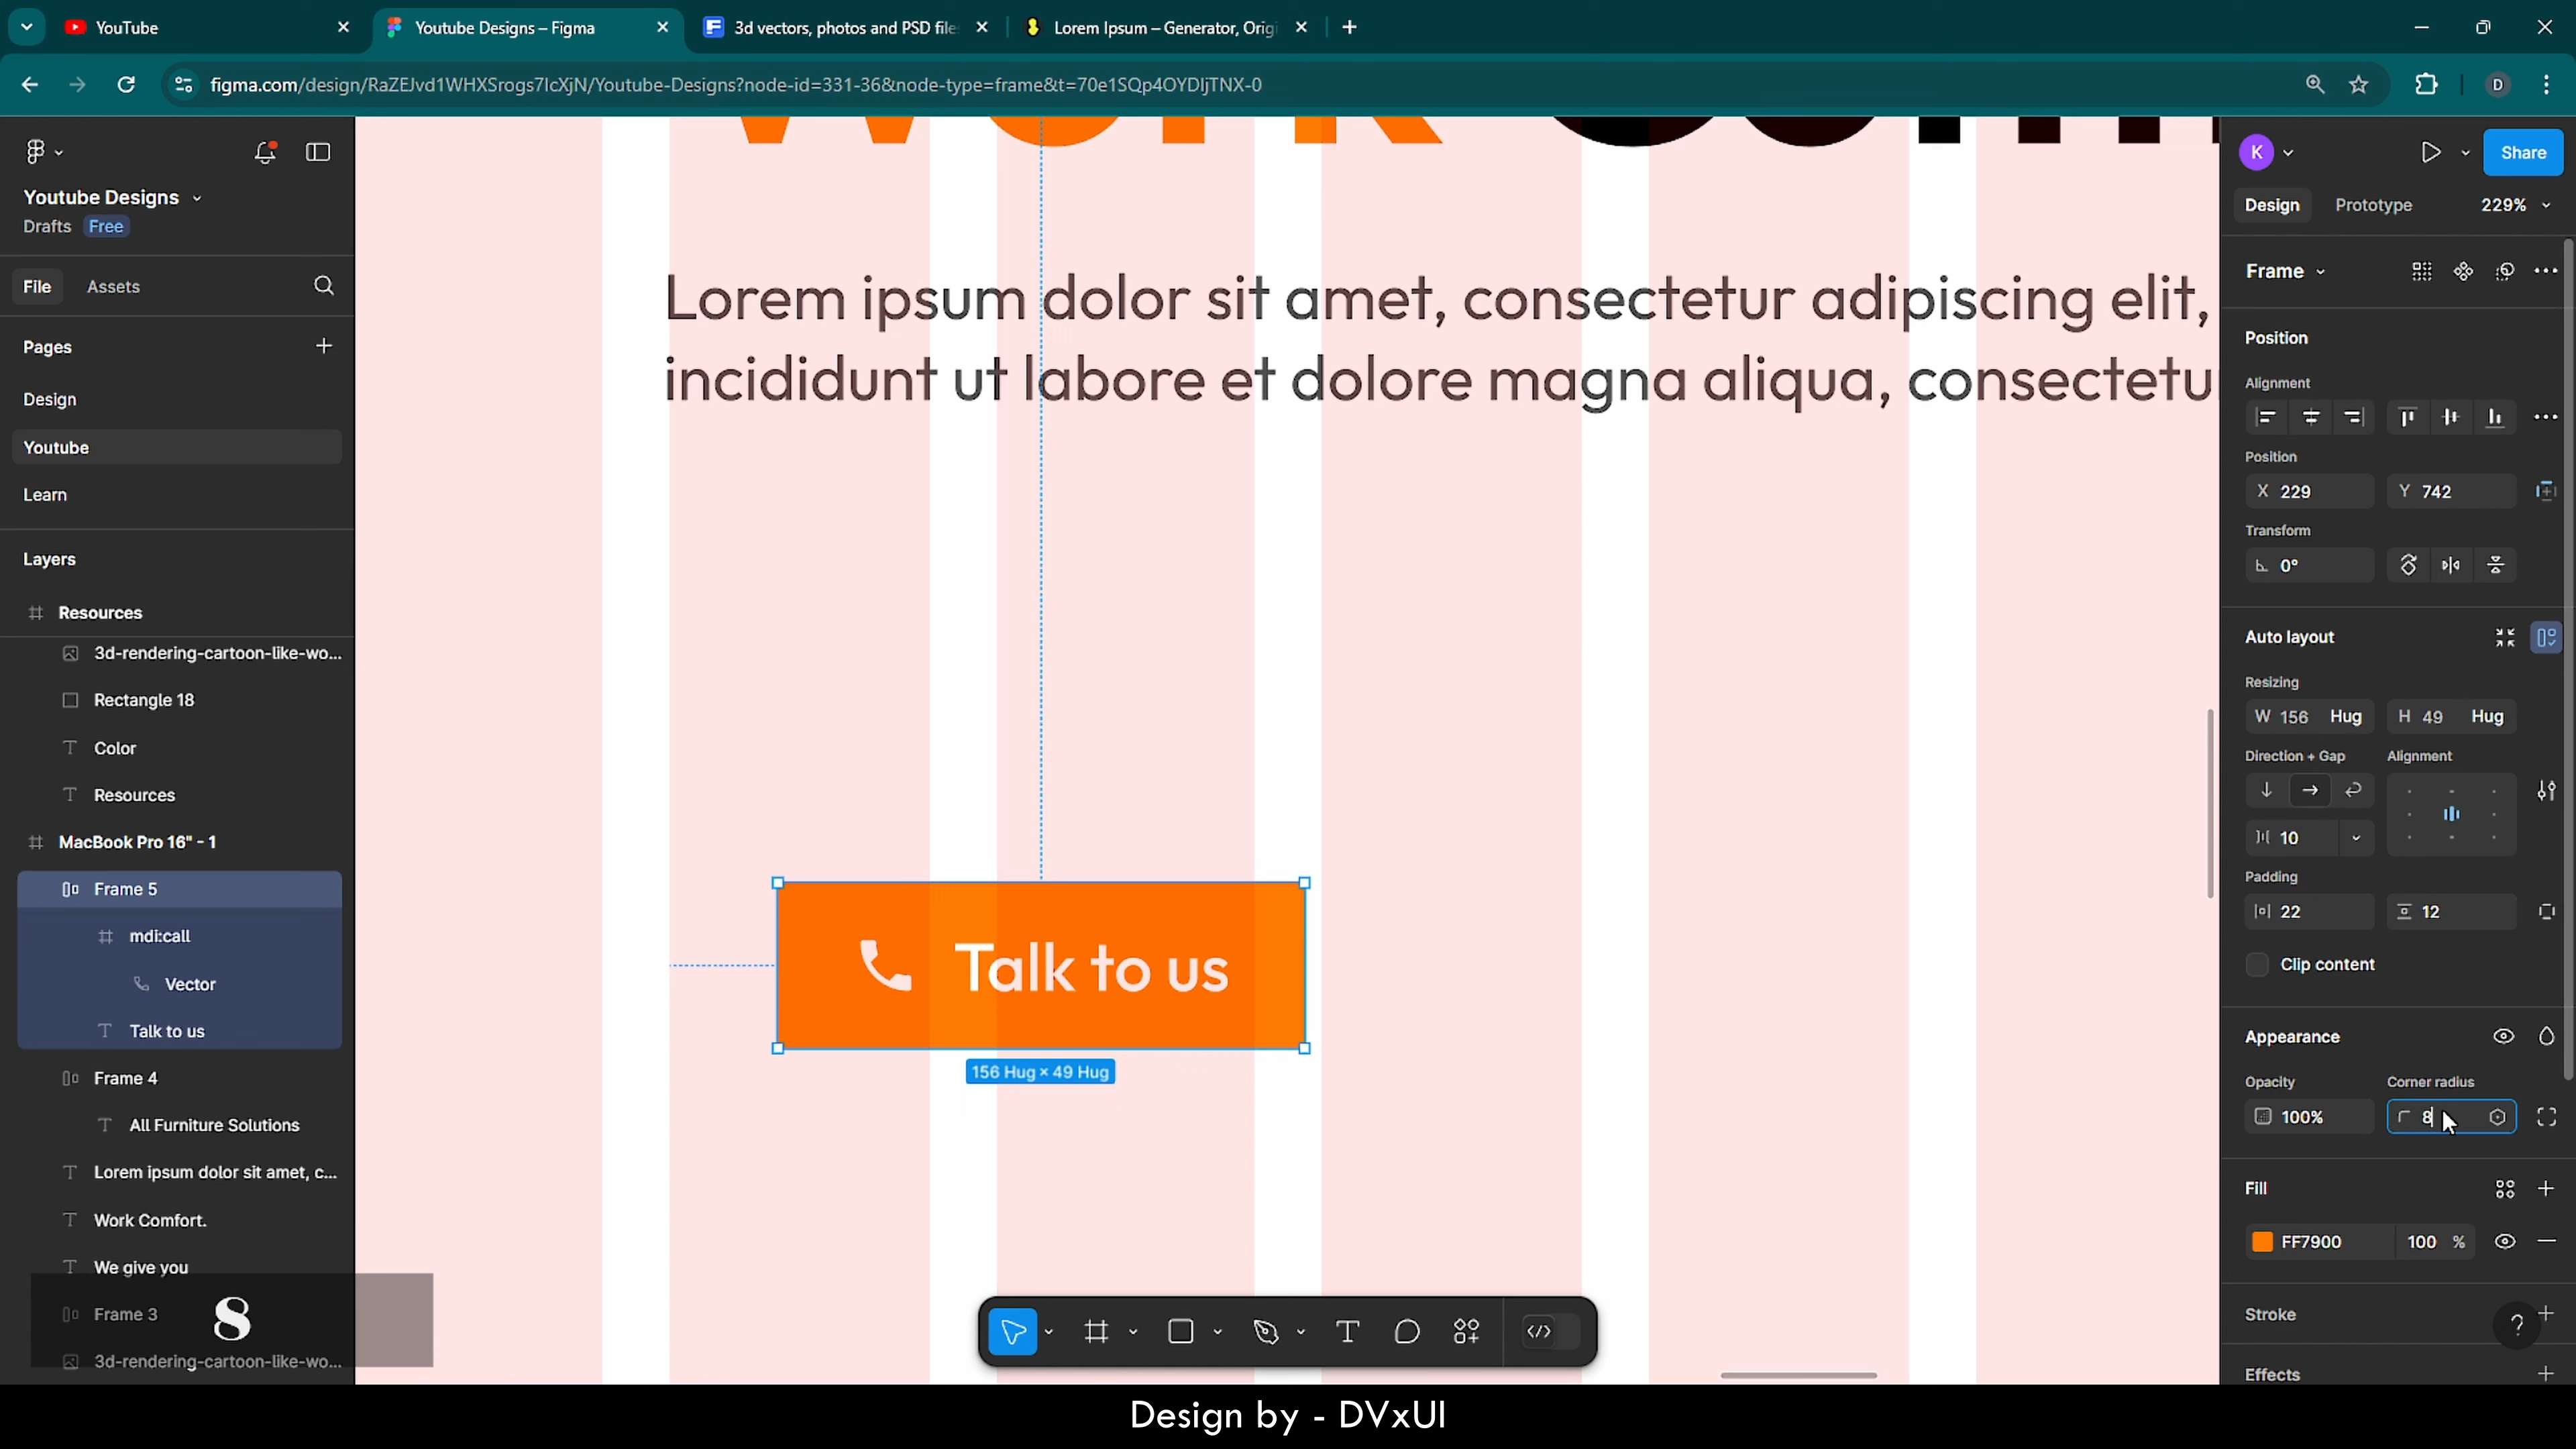 YouTube
Youtube Designs – Figma
3d vectors, photos and PSD file
Lorem Ipsum – Generator, Orig
figma.com/design/RaZEJvd1WHXSrogs7IcXjN/Youtube-Designs?node-id=331-36&node-type=frame&t=70e1SQp4OYDIjTNX-0
D
Youtube Designs
Drafts Free
File Assets
Pages
Design
Youtube
Learn
Layers
Resources
3d-rendering-cartoon-like-wo...
Rectangle 18
Color
Resources
MacBook Pro 16" - 1
Frame 5
mdi:call
Vector
Talk to us
Frame 4
All Furniture Solutions
Lorem ipsum dolor sit amet, c...
Work Comfort.
We give you
Frame 3
8
3d-rendering-cartoon-like-wo...
Lorem ipsum dolor sit amet, consectetur adipiscing elit,
incididunt ut labore et dolore magna aliqua, consectetu
Talk to us
156 Hug × 49 Hug
K
Share
Design Prototype 229%
Frame
Position
Alignment
Position
X 229 Y 742
Transform
0°
Auto layout
Resizing
W 156 Hug H 49 Hug
Direction + Gap Alignment
10
Padding
22 12
Clip content
Appearance
Opacity Corner radius
100% 8
Fill
FF7900 100 %
Stroke
?
Effects
Design by - DVxUI